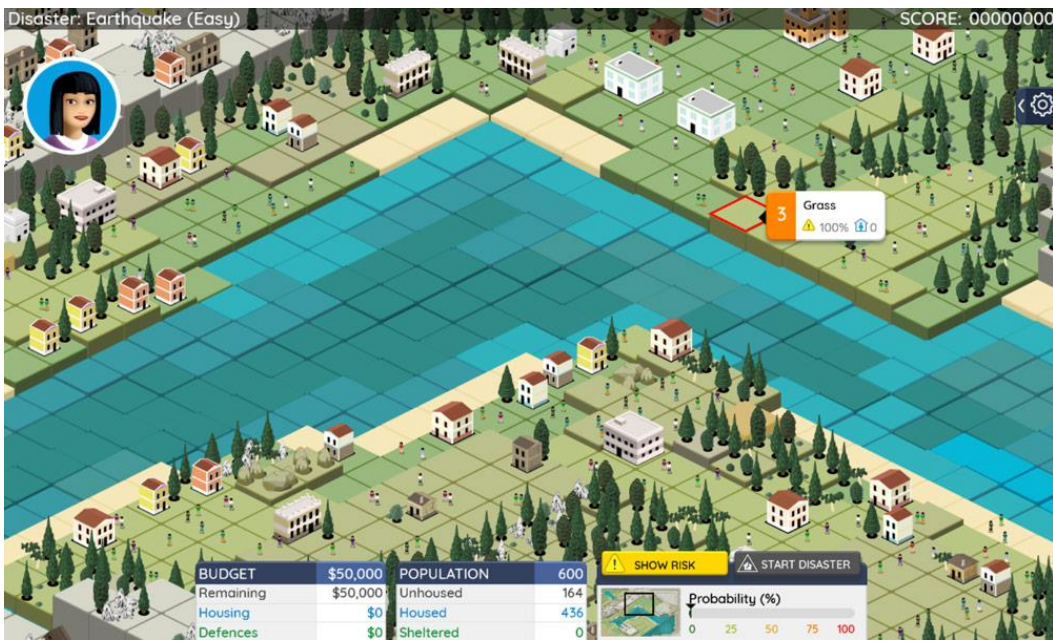 Disaster: Earthquake (Easy)
SCORE: 00000000
3
Grass
100% 0
BUDGET $50,000
Remaining $50,000
Housing $0
Defences $0
POPULATION 600
Unhoused 164
Housed 436
Sheltered 0
SHOW RISK
START DISASTER
Probability (%)
0 25 50 75 100